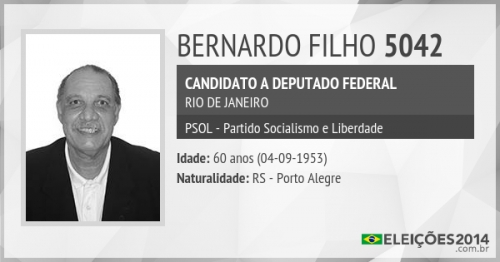 BERNARDO FILHO 5042
CANDIDATO A DEPUTADO FEDERAL
RIO DE JANEIRO
PSOL - Partido Socialismo e Liberdade
Idade: 60 anos (04-09-1953)
Naturalidade: RS - Porto Alegre
ELEIÇÕES2014
.com.br